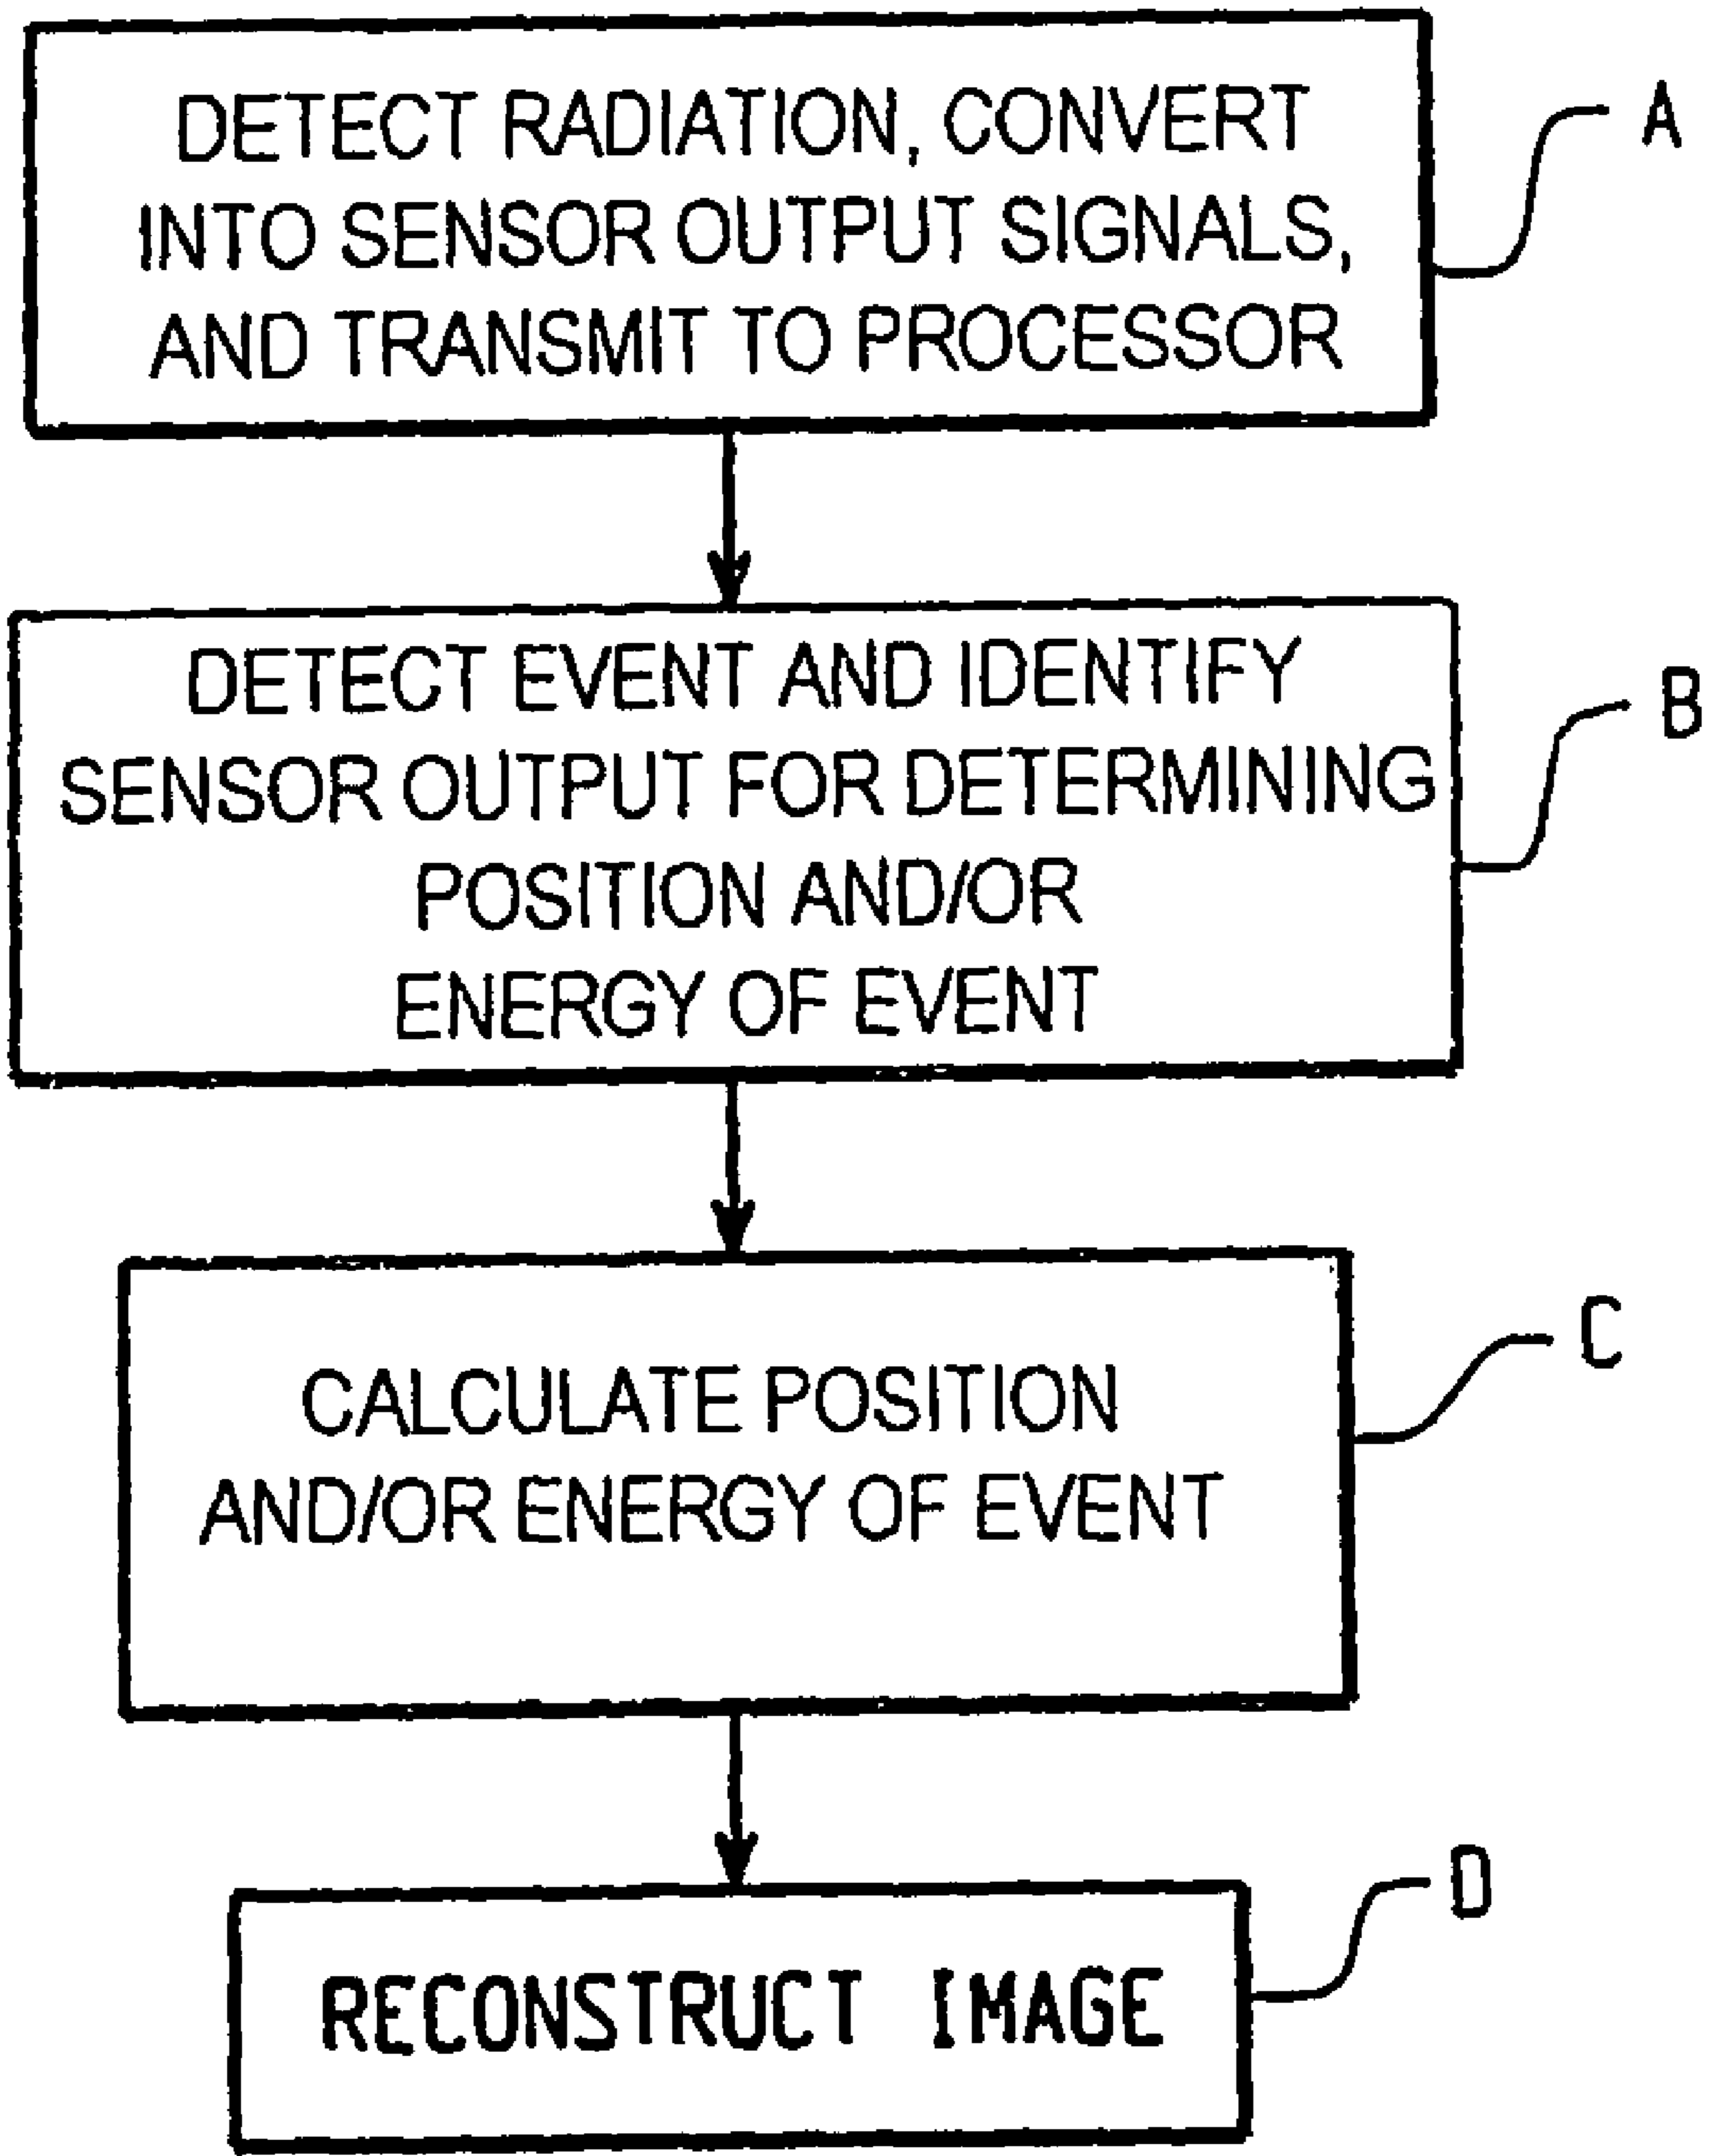 DETECT RADIATION, CONVERT
INTO SENSOR OUTPUT SIGNALS,
AND TRANSMIT TO PROCESSOR
A
DETECT EVENT AND IDENTIFY
SENSOR OUTPUT FOR DETERMINING
POSITION AND/OR
ENERGY OF EVENT
B
CALCULATE POSITION
AND/OR ENERGY OF EVENT
C
RECONSTRUCT IMAGE
D